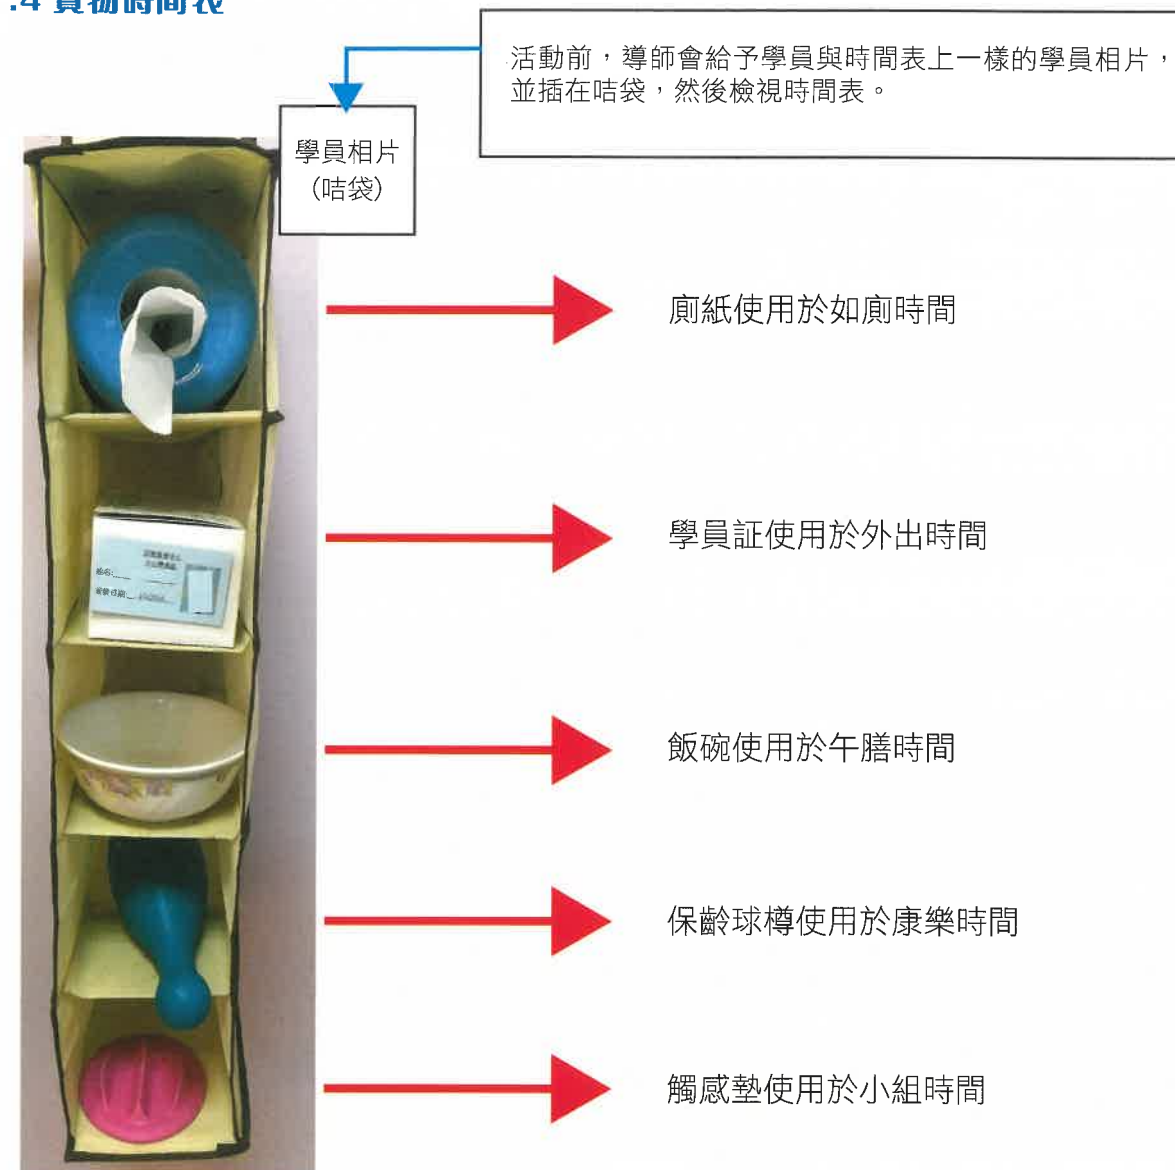 .4 實物時間表
活動前，導師會給予學員與時間表上一樣的學員相片，
並插在咭袋，然後檢視時間表。
學員相片
（咭袋）
廁紙使用於如廁時間
學員証使用於外出時間
姓名:
飯碗使用於午膳時間
保齡球樽使用於康樂時間
觸感墊使用於小組時間